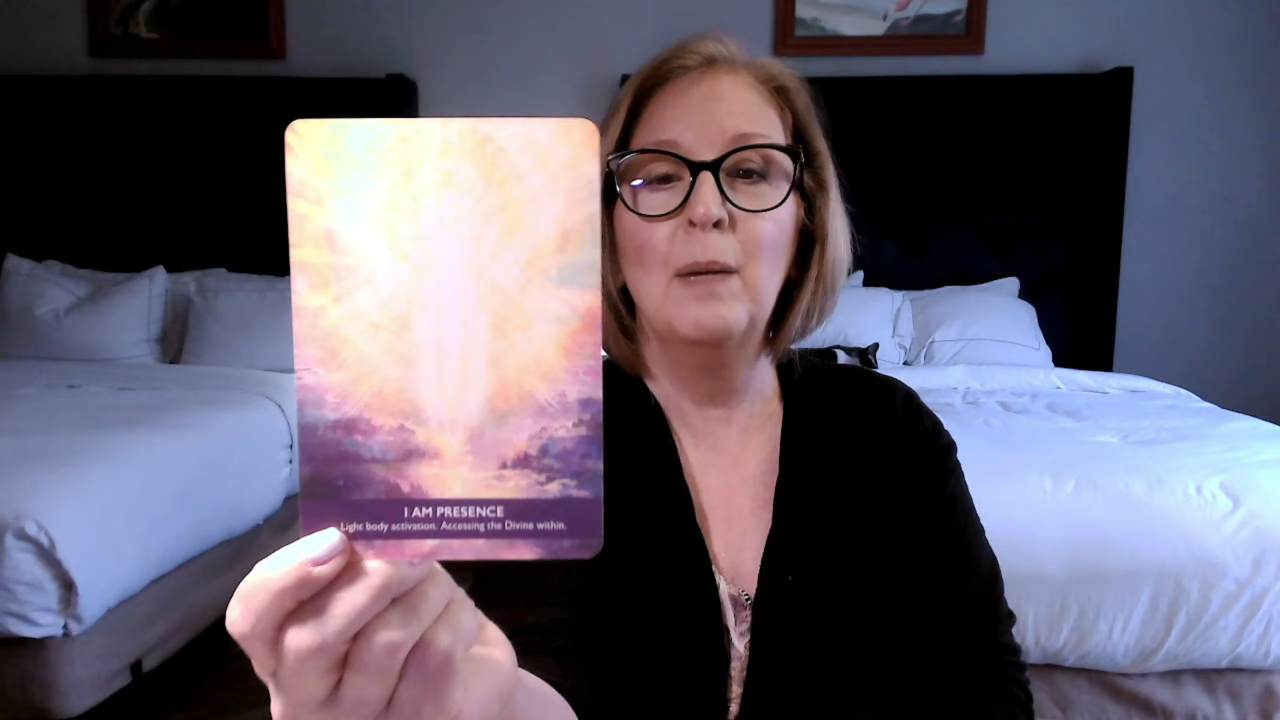 I AM PRESENCE
Light body activation. Accessing the Divine within.